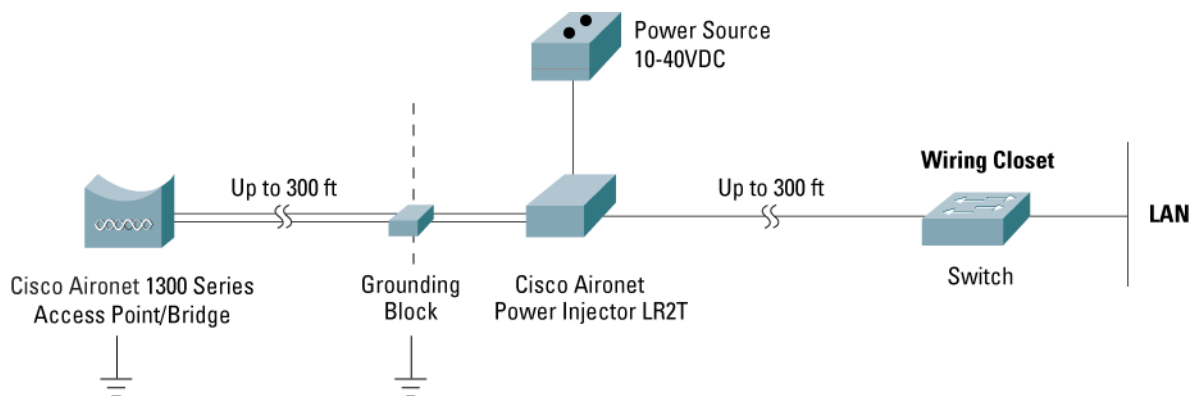 Power Source
10-40VDC
Wiring Closet
Up to 300 ft
Up to 300 ft
LAN
Cisco Aironet 1300 Series
Access Point/Bridge
Grounding
Block
Cisco Aironet
Power Injector LR2T
Switch